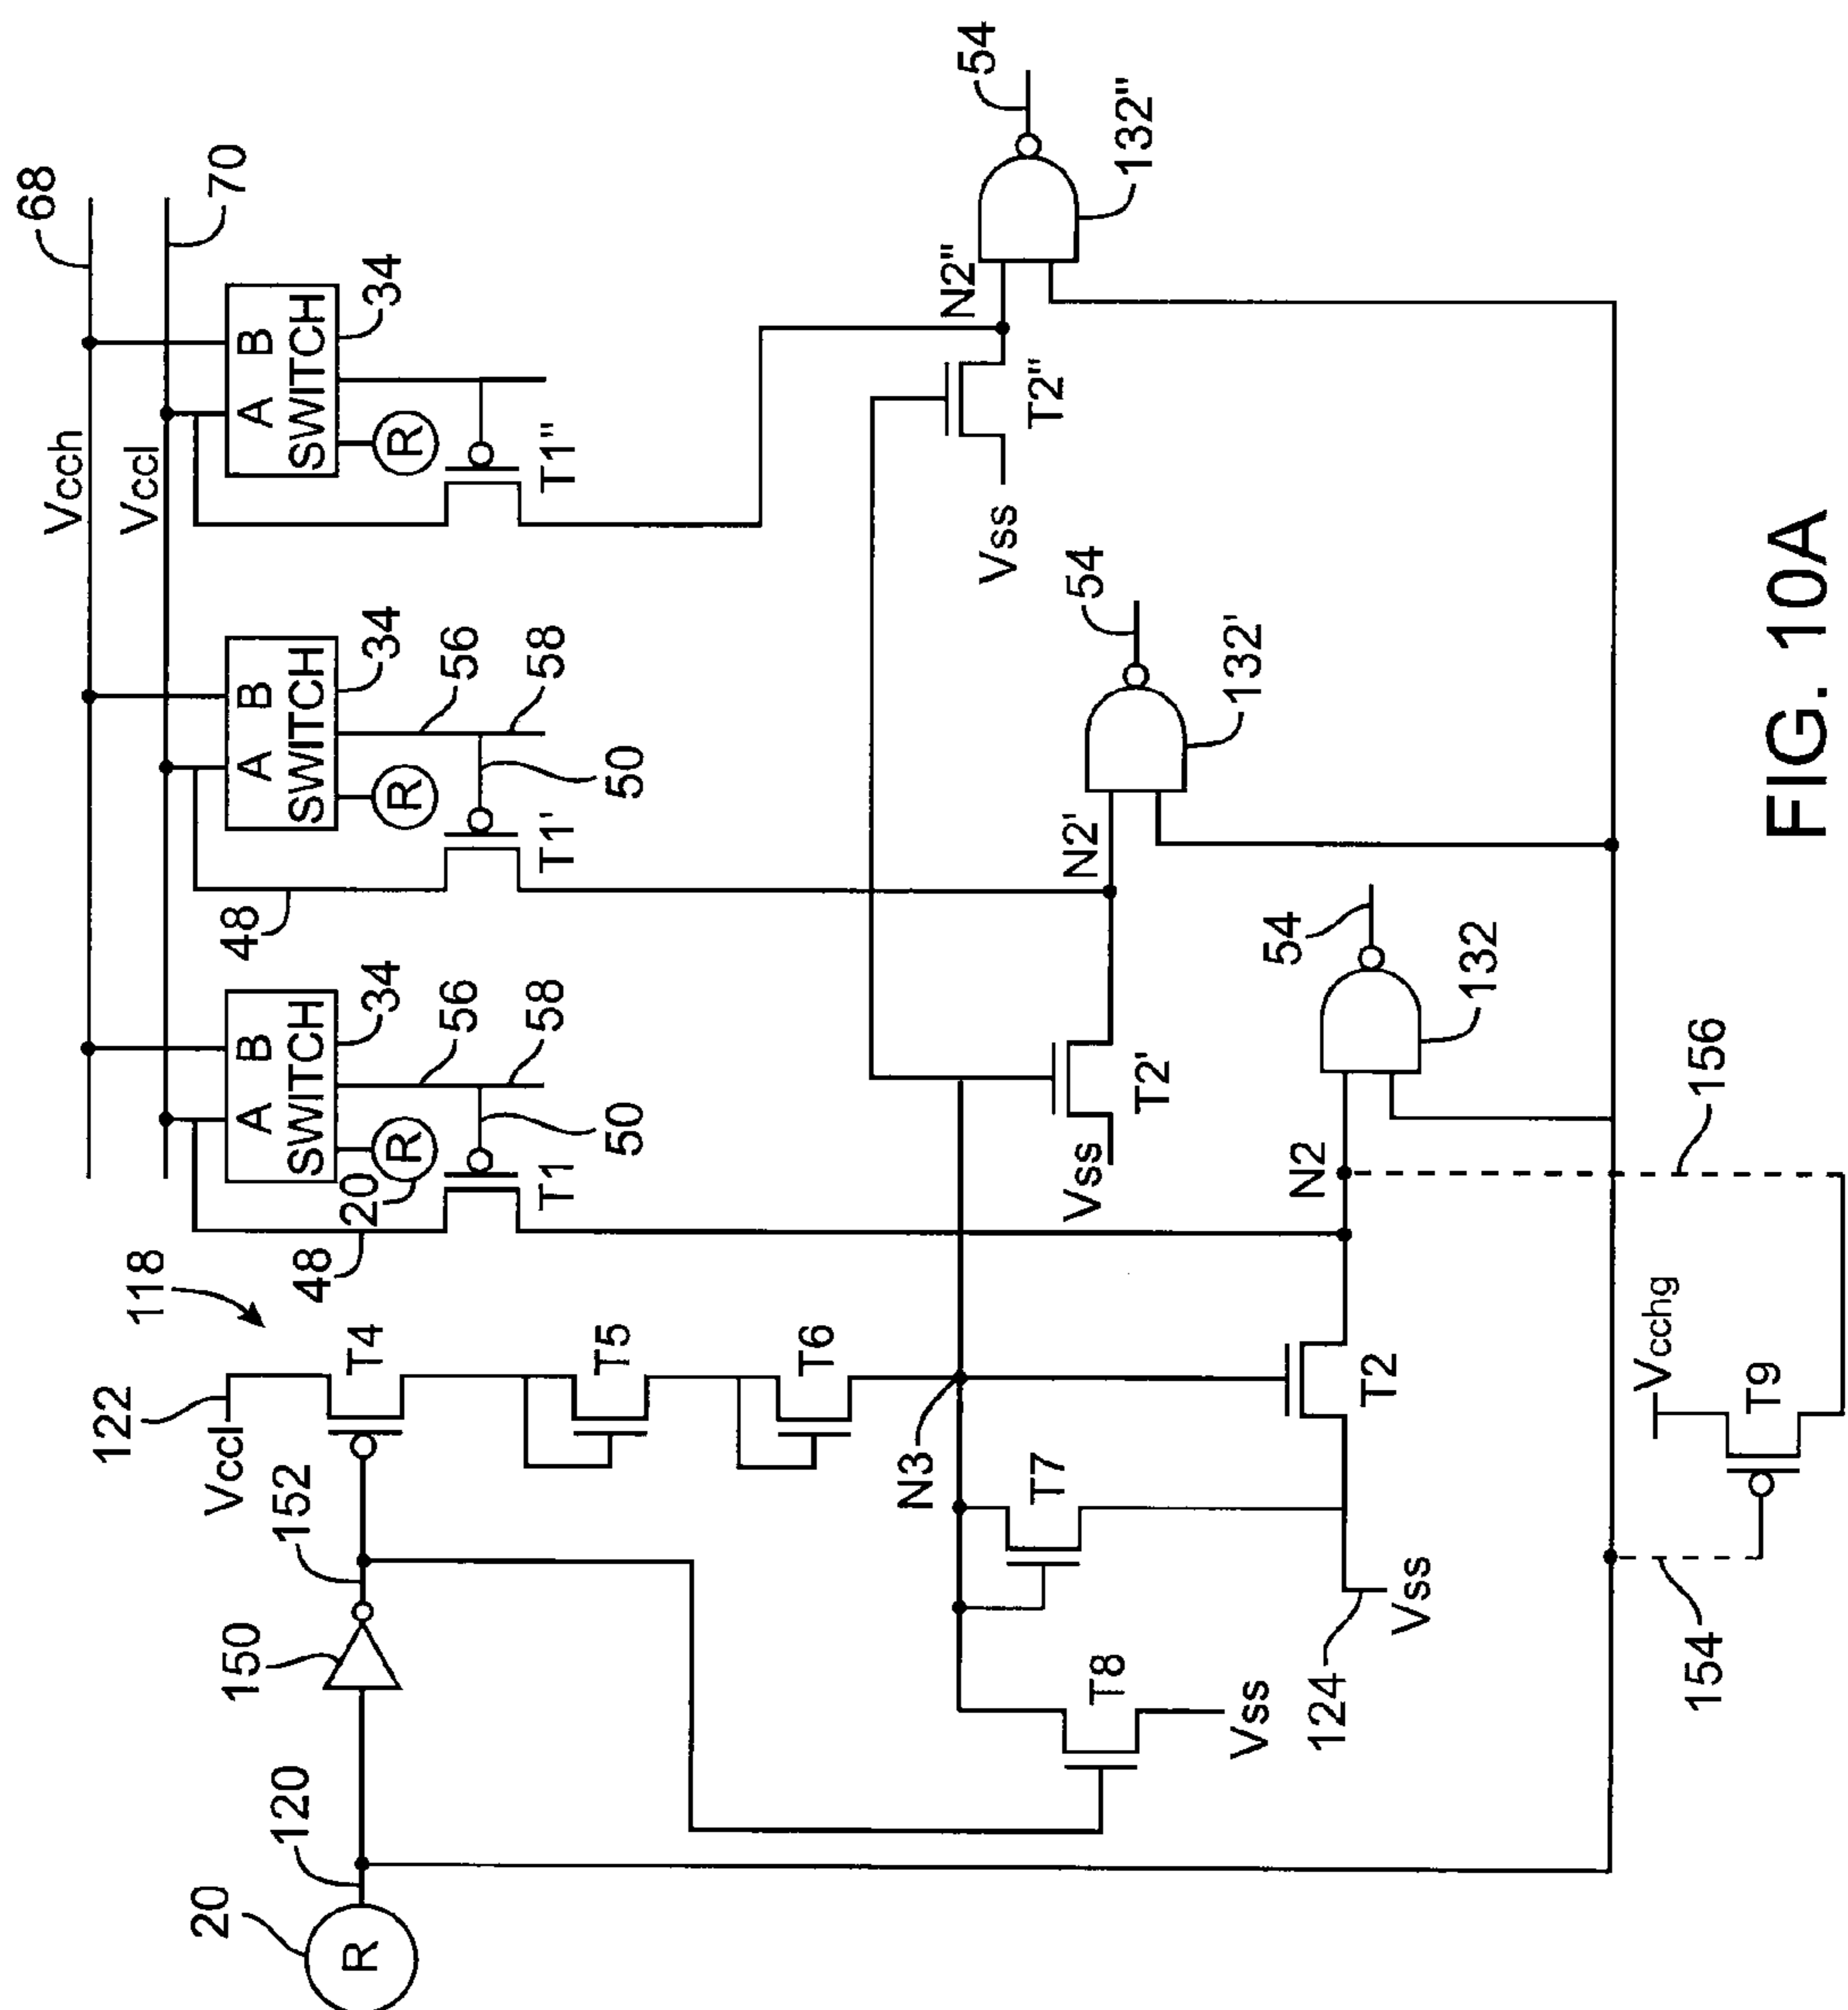 68
Vcch
70
Vccl
A B
SWITCH
34
R
T1"
A B
SWITCH
34
R
56
58
50
T1'
48
A B
SWITCH
34
R
20
56
58
50
T1
48
118
122
Vccl
T4
T5
T6
N3
20
R
120
150
152
T7
T8
Vss
124
Vss
T2
N2
132
54
Vss
T2'
N2'
132'
54
Vss
T2"
N2"
132"
54
154
Vcchg
T9
156
FIG. 10A